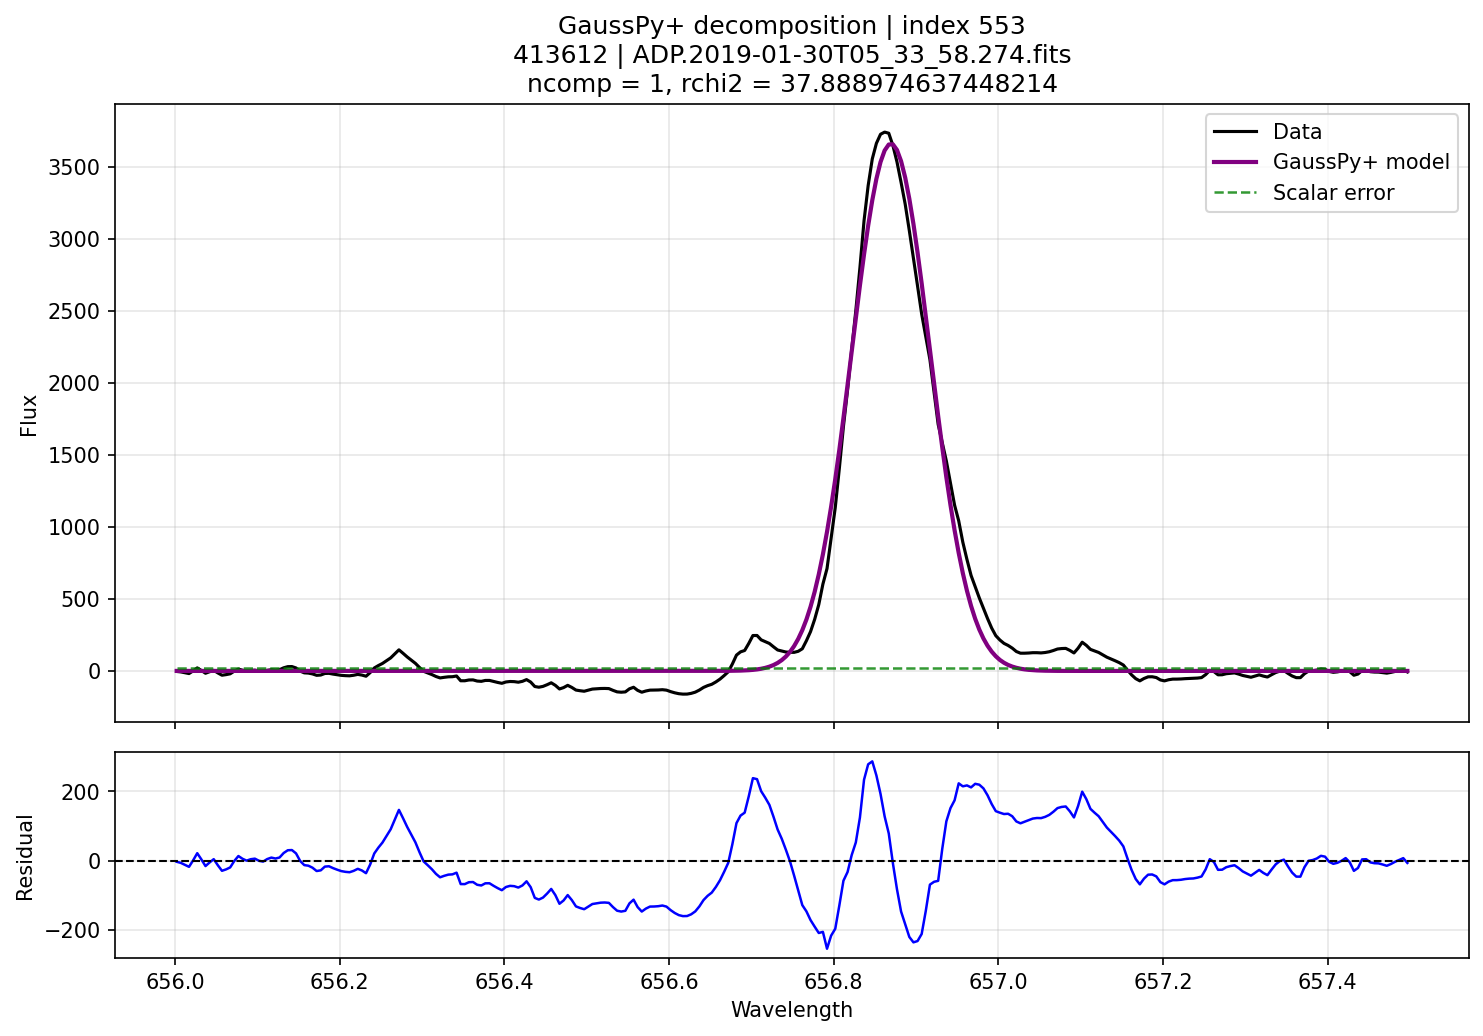 GaussPy+ decomposition | index 553
413612 | ADP.2019-01-30T05_33_58.274.fits
ncomp = 1, rchi2 = 37.888974637448214
Data
GaussPy+ model
Scalar error
3500
3000
2500
2000
1500
1000
500
0
Flux
200
0
−200
Residual
656.0
656.2
656.4
656.6
656.8
657.0
657.2
657.4
Wavelength